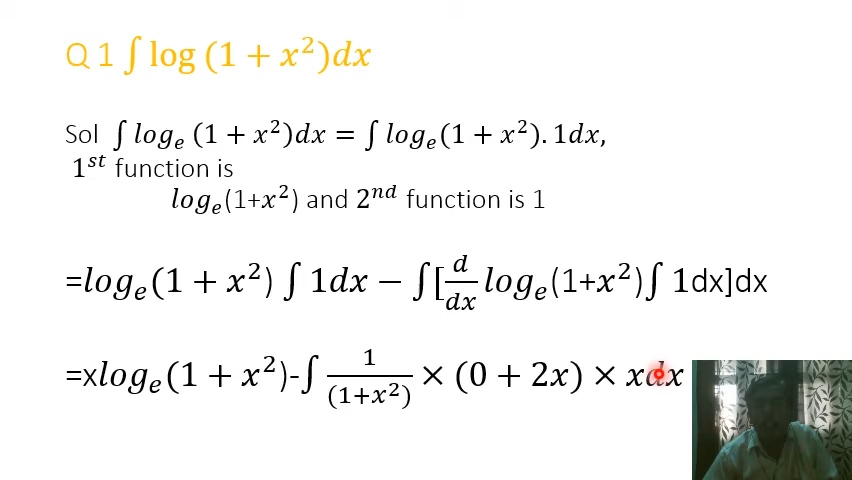 Q 1 ∫ log (1 + x²)dx
Sol ∫ logₑ (1 + x²)dx = ∫ logₑ(1 + x²). 1dx,
1ˢᵗ function is
logₑ(1+x²) and 2ⁿᵈ function is 1
=logₑ(1 + x²) ∫ 1dx − ∫[d/dx logₑ(1+x²)∫ 1dx]dx
=xlogₑ(1 + x²)-∫ 1/(1+x²) × (0 + 2x) × xdx